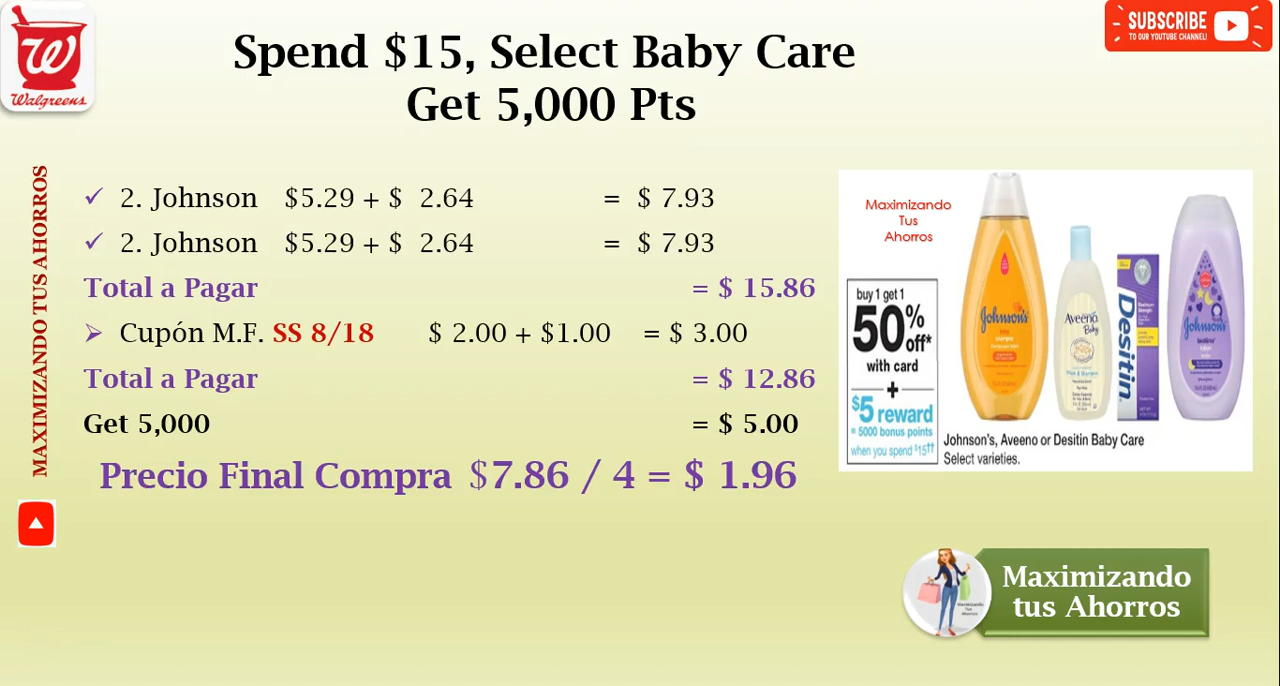 Walgreens
SUBSCRIBE
TO OUR YOUTUBE CHANNEL!
Spend $15, Select Baby Care
Get 5,000 Pts
MAXIMIZANDO TUS AHORROS
✓ 2. Johnson $5.29 + $ 2.64 = $ 7.93
✓ 2. Johnson $5.29 + $ 2.64 = $ 7.93
Total a Pagar = $ 15.86
➢ Cupón M.F. SS 8/18 $ 2.00 + $1.00 = $ 3.00
Total a Pagar = $ 12.86
Get 5,000 = $ 5.00
Precio Final Compra $7.86 / 4 = $ 1.96
Maximizando
Tus
Ahorros
buy 1 get 1
50%
off*
with card
+
$5 reward
= 5000 bonus points
when you spend $15††
Johnson's
Aveeno
Baby
Desitin
Johnson's
bedtime
Johnson's, Aveeno or Desitin Baby Care
Select varieties.
Maximizando
tus Ahorros